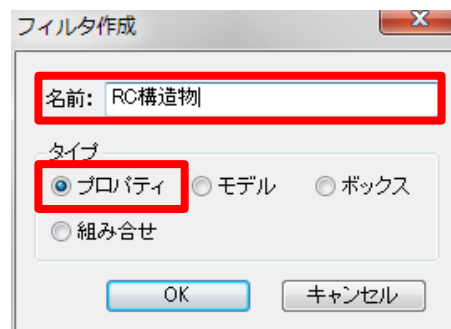 フィルタ作成
名前: RC構造物
タイプ
プロパティ モデル ボックス
組み合せ
OK キャンセル